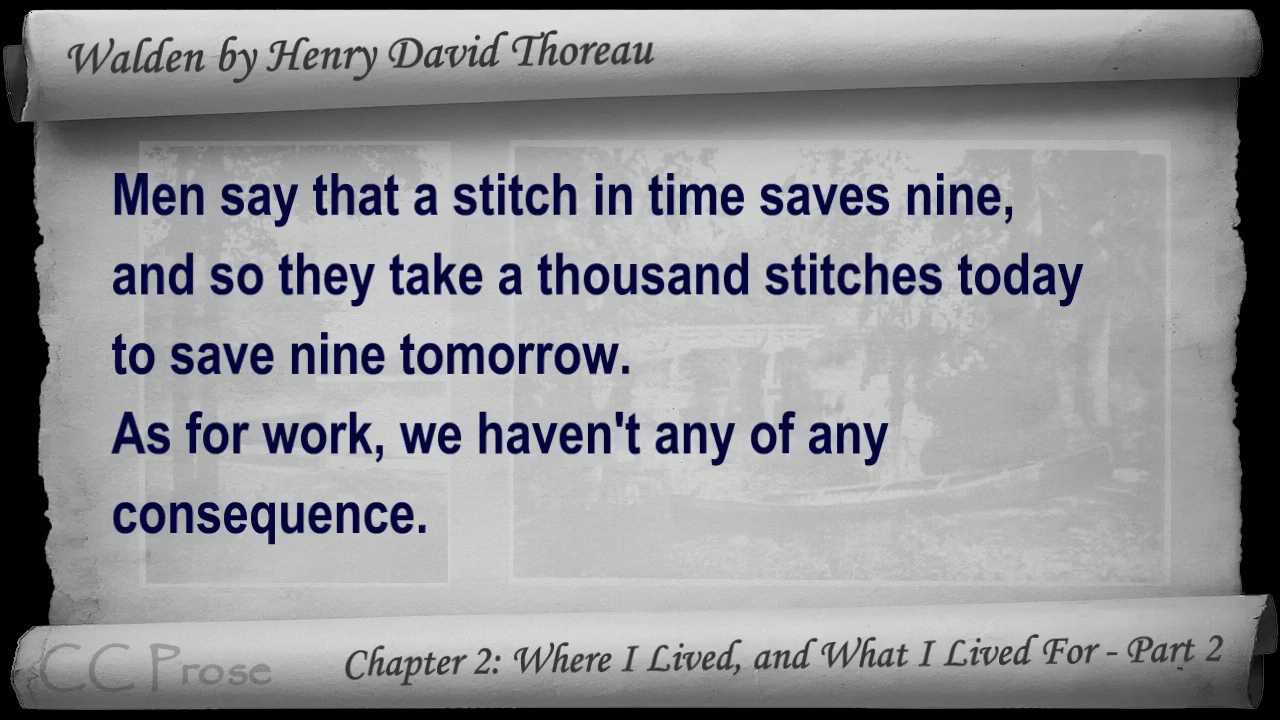 Walden by Henry David Thoreau
Men say that a stitch in time saves nine,
and so they take a thousand stitches today
to save nine tomorrow.
As for work, we haven't any of any
consequence.
CC Prose
Chapter 2: Where I Lived, and What I Lived For - Part 2